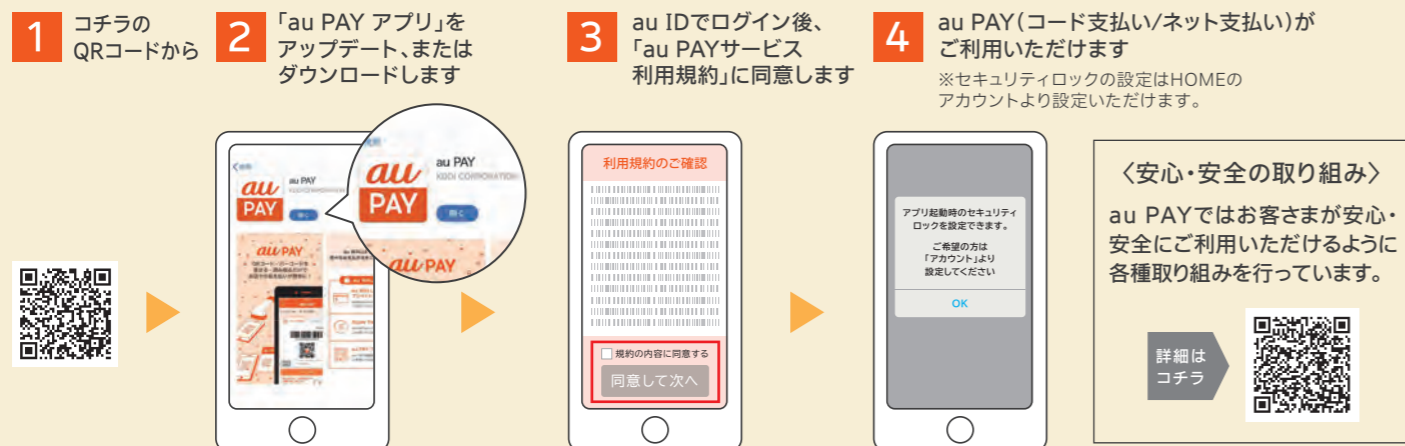 1
コチラの
QRコードから
2
「au PAY アプリ」を
アップデート、または
ダウンロードします
3
au IDでログイン後、
「au PAYサービス
利用規約」に同意します
4
au PAY(コード支払い/ネット支払い)が
ご利用いただけます
※セキュリティロックの設定はHOMEの
アカウントより設定いただけます。
au
PAY
au PAY
開く
au
PAY
au PAY
KDDI CORPORATION
開く
au PAY
au PAY
利用規約のご確認
規約の内容に同意する
同意して次へ
アプリ起動時のセキュリティ
ロックを設定できます。
ご希望の方は
「アカウント」より
設定してください
OK
〈安心・安全の取り組み〉
au PAYではお客さまが安心・
安全にご利用いただけるように
各種取り組みを行っています。
詳細は
コチラ